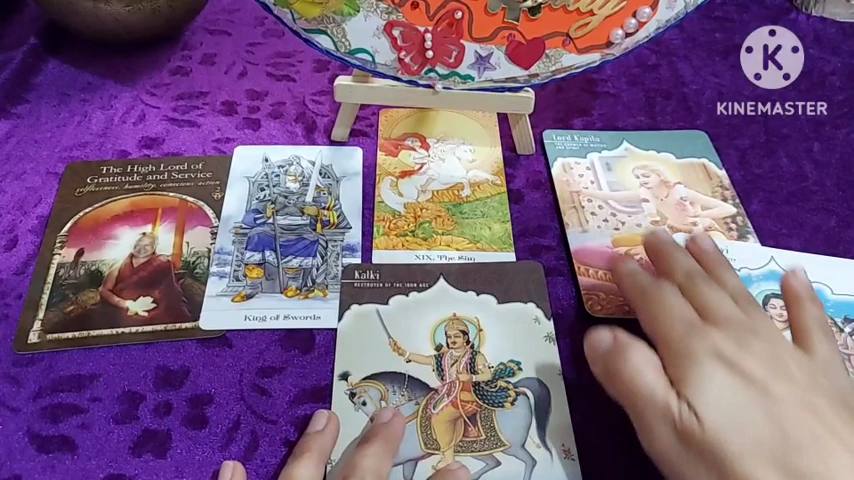 KINEMASTER
The High Lord of
Gratitude and Service
selflessness, humility, conscious action
King of Swords
XIX. The Sun
Kalki
DESTROYER OF THE IRON AGE
Lord Kapila